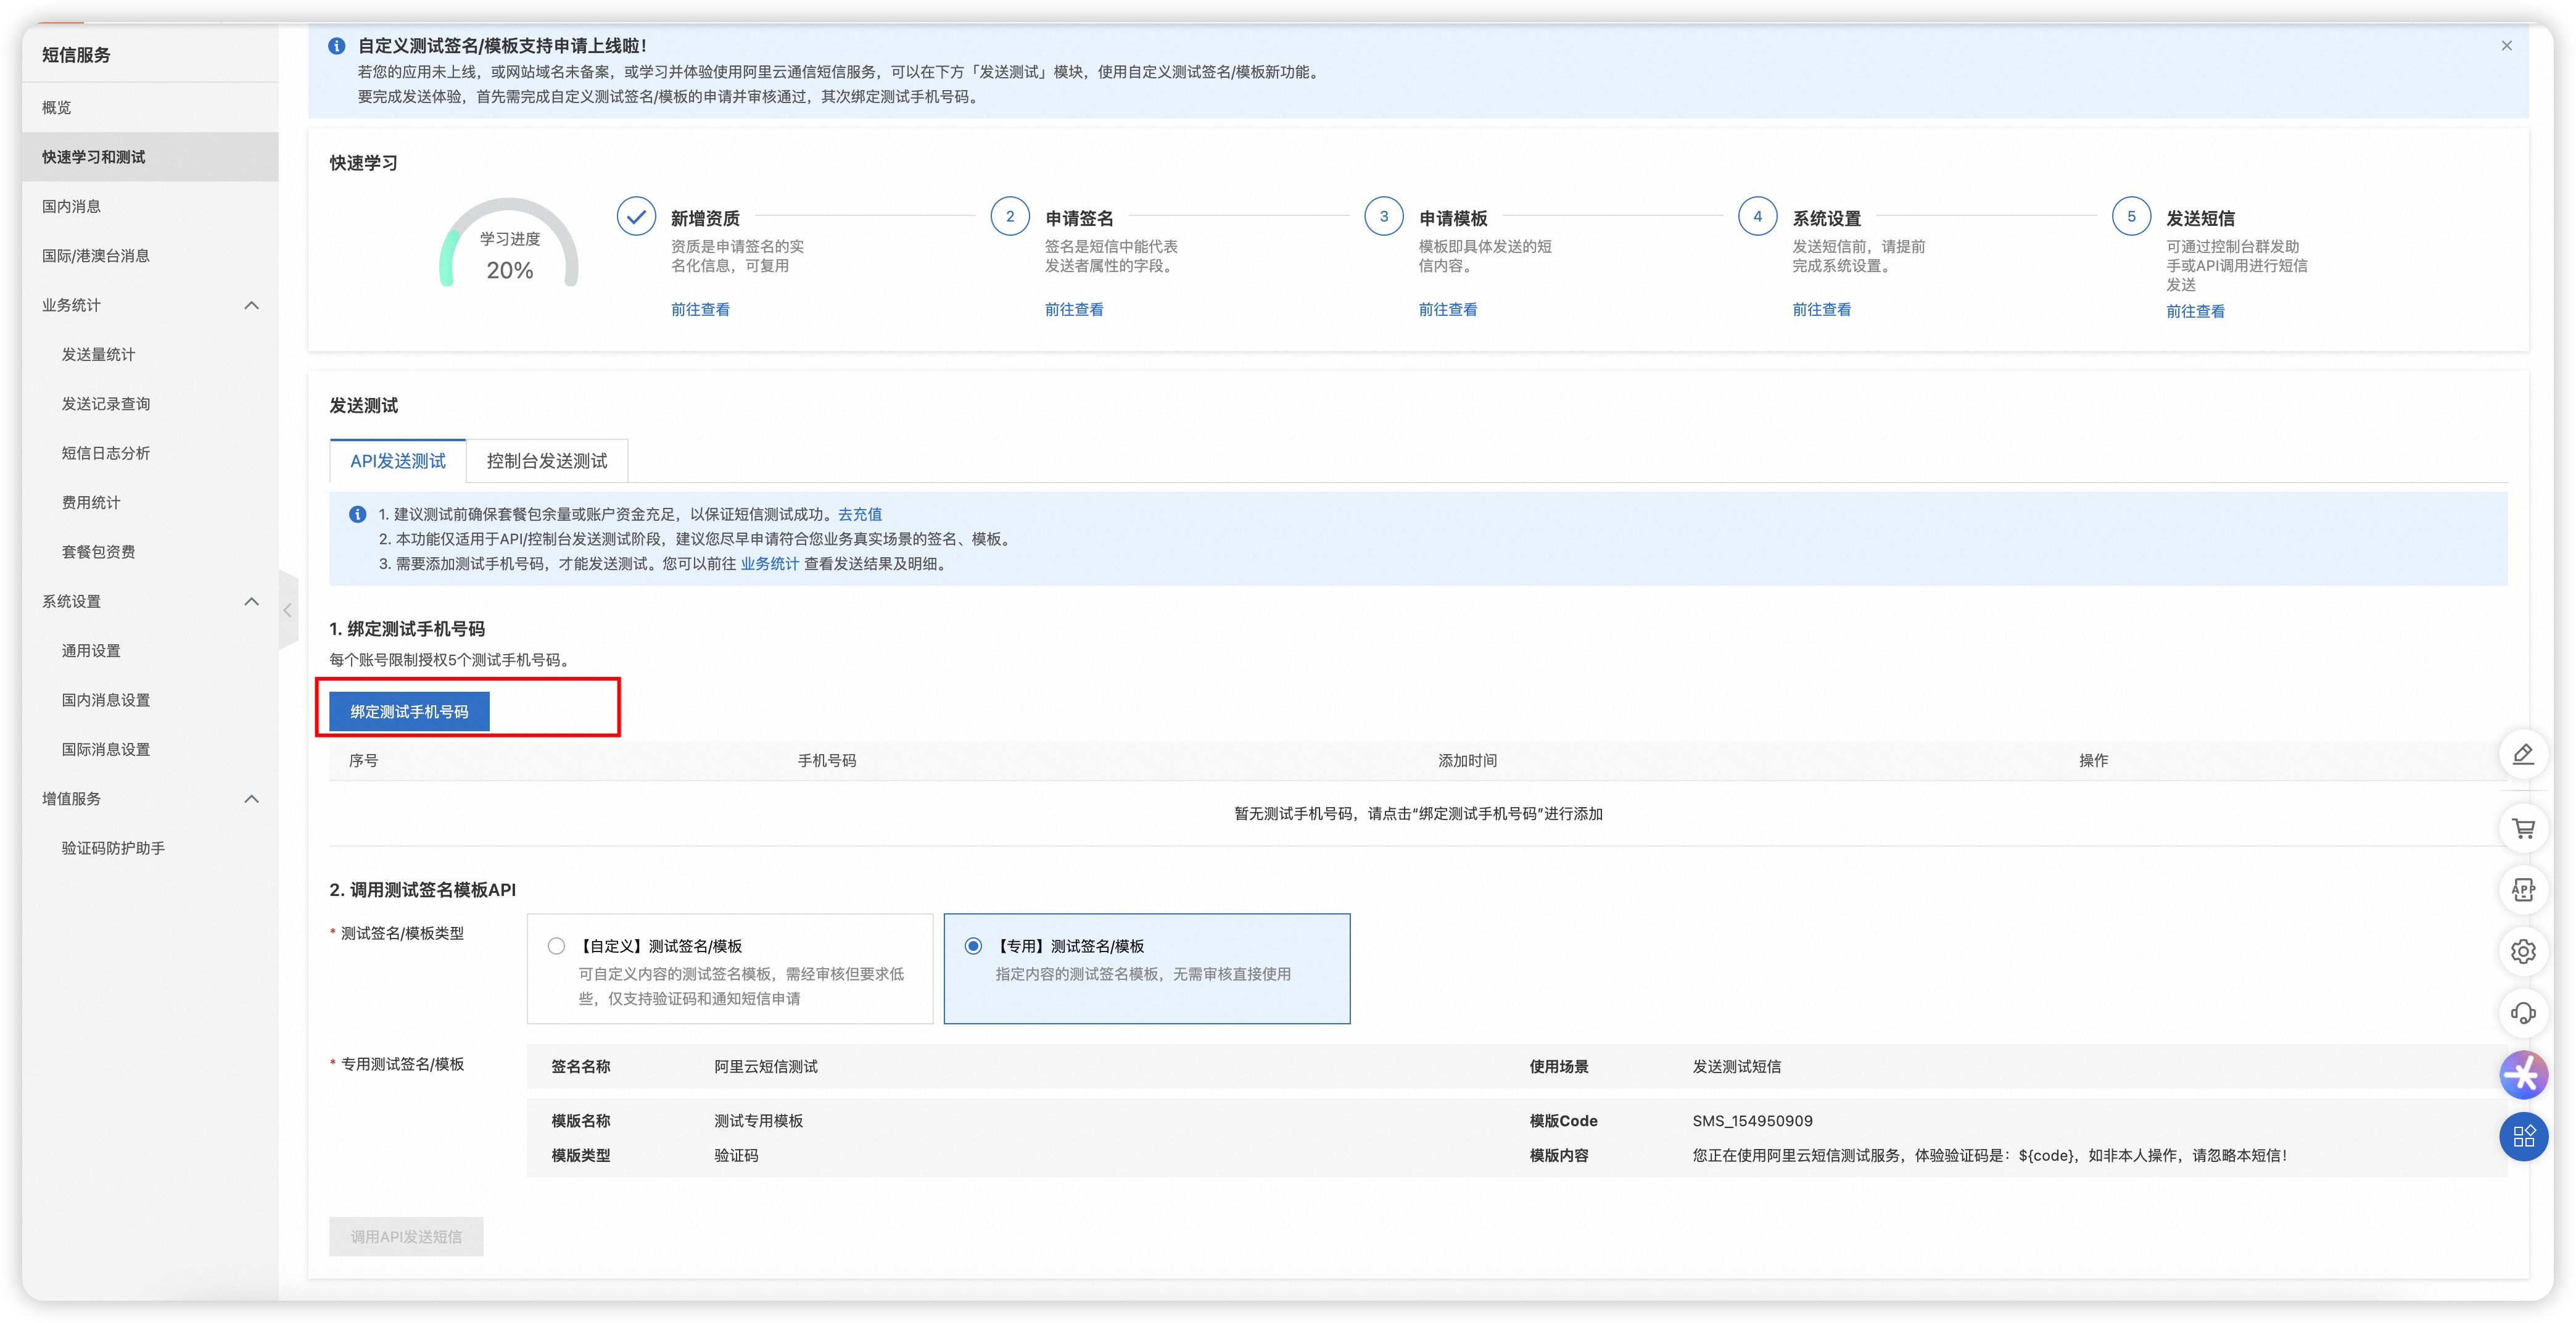 短信服务
概览
快速学习和测试
国内消息
国际/港澳台消息
业务统计
发送量统计
发送记录查询
短信日志分析
费用统计
套餐包资费
系统设置
通用设置
国内消息设置
国际消息设置
增值服务
验证码防护助手
自定义测试签名/模板支持申请上线啦！
若您的应用未上线，或网站域名未备案，或学习并体验使用阿里云通信短信服务，可以在下方「发送测试」模块，使用自定义测试签名/模板新功能。
要完成发送体验，首先需完成自定义测试签名/模板的申请并审核通过，其次绑定测试手机号码。
快速学习
学习进度
20%
新增资质
资质是申请签名的实
名化信息，可复用
前往查看
2 申请签名
签名是短信中能代表
发送者属性的字段。
前往查看
3 申请模板
模板即具体发送的短
信内容。
前往查看
4 系统设置
发送短信前，请提前
完成系统设置。
前往查看
5 发送短信
可通过控制台群发助
手或API调用进行短信
发送
前往查看
发送测试
API发送测试 控制台发送测试
1. 建议测试前确保套餐包余量或账户资金充足，以保证短信测试成功。去充值
2. 本功能仅适用于API/控制台发送测试阶段，建议您尽早申请符合您业务真实场景的签名、模板。
3. 需要添加测试手机号码，才能发送测试。您可以前往 业务统计 查看发送结果及明细。
1. 绑定测试手机号码
每个账号限制授权5个测试手机号码。
绑定测试手机号码
序号 手机号码 添加时间 操作
暂无测试手机号码，请点击“绑定测试手机号码”进行添加
2. 调用测试签名模板API
* 测试签名/模板类型
【自定义】测试签名/模板
可自定义内容的测试签名模板，需经审核但要求低
些，仅支持验证码和通知短信申请
【专用】测试签名/模板
指定内容的测试签名模板，无需审核直接使用
* 专用测试签名/模板
签名名称 阿里云短信测试 使用场景 发送测试短信
模版名称 测试专用模板 模版Code SMS_154950909
模版类型 验证码 模版内容 您正在使用阿里云短信测试服务，体验验证码是：${code}，如非本人操作，请忽略本短信！
调用API发送短信
APP